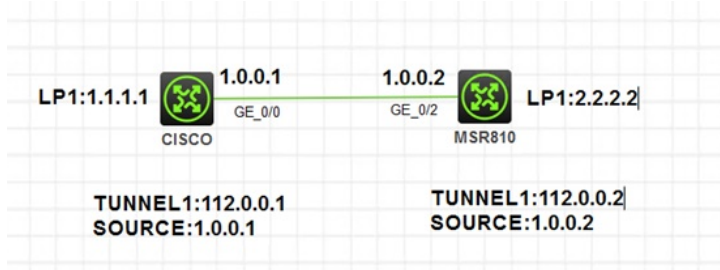 1.0.0.1
1.0.0.2
LP1:1.1.1.1
LP1:2.2.2.2
GE_0/0
GE_0/2
CISCO
MSR810
TUNNEL1:112.0.0.1
SOURCE:1.0.0.1
TUNNEL1:112.0.0.2
SOURCE:1.0.0.2